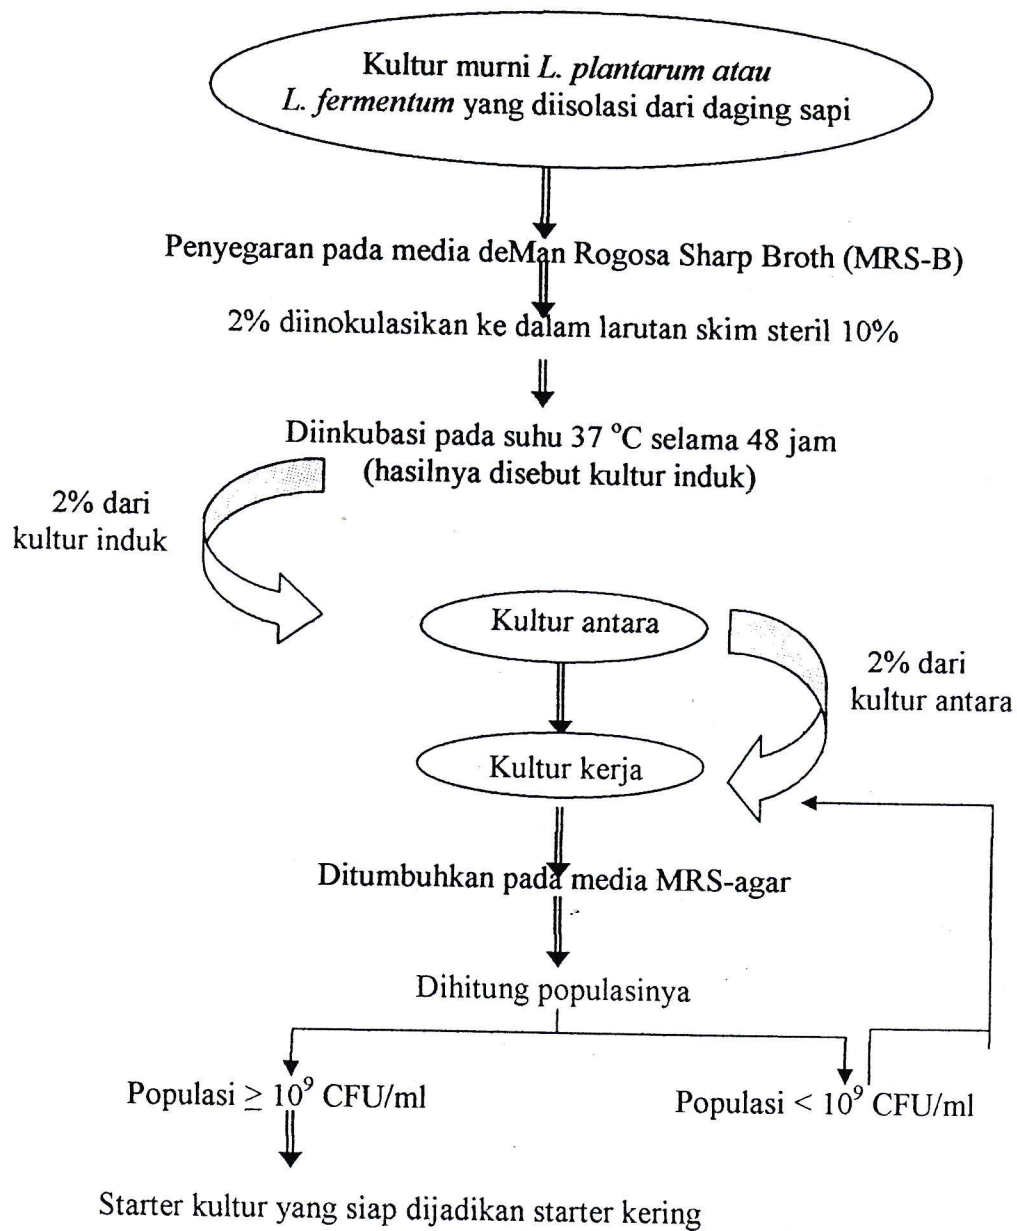 Kultur murni L. plantarum atau
L. fermentum yang diisolasi dari daging sapi
Penyegaran pada media deMan Rogosa Sharp Broth (MRS-B)
2% diinokulasikan ke dalam larutan skim steril 10%
Diinkubasi pada suhu 37 °C selama 48 jam
(hasilnya disebut kultur induk)
2% dari
kultur induk
Kultur antara
2% dari
kultur antara
Kultur kerja
Ditumbuhkan pada media MRS-agar
Dihitung populasinya
Populasi ≥ 10⁹ CFU/ml
Populasi < 10⁹ CFU/ml
Starter kultur yang siap dijadikan starter kering